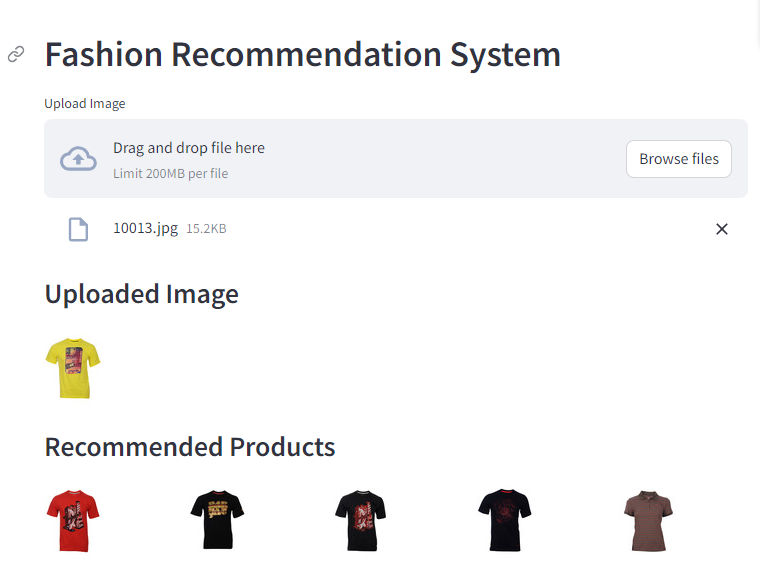 Fashion Recommendation System
Upload Image
Drag and drop file here
Limit 200MB per file
Browse files
10013.jpg 15.2KB
Uploaded Image
Recommended Products